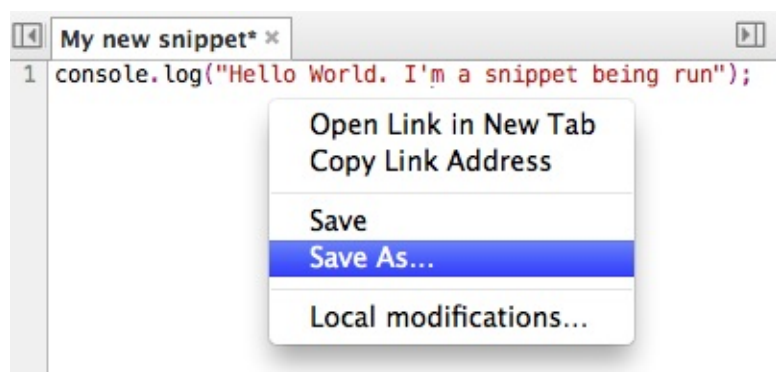 My new snippet* ×
1 console.log("Hello World. I'm a snippet being run");
Open Link in New Tab
Copy Link Address
Save
Save As...
Local modifications...